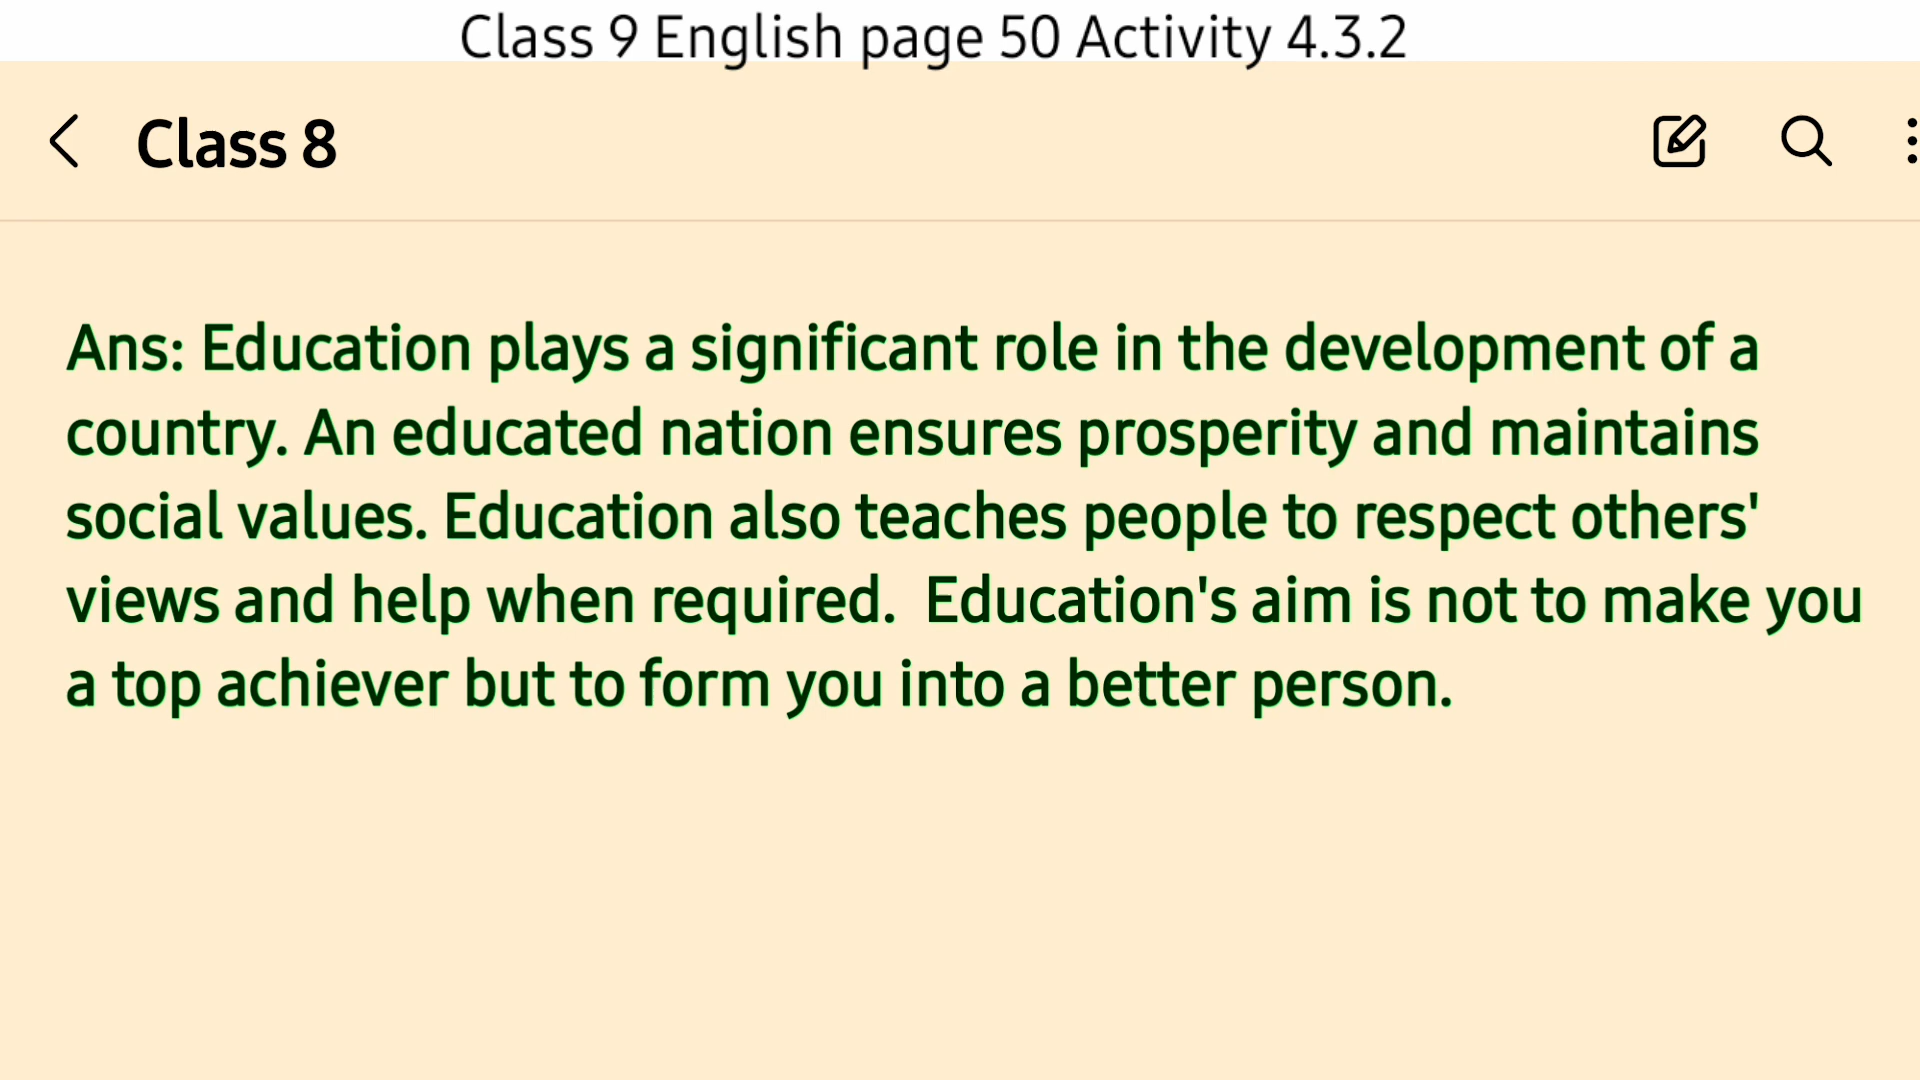 Class 9 English page 50 Activity 4.3.2
Class 8
Ans: Education plays a significant role in the development of a
country. An educated nation ensures prosperity and maintains
social values. Education also teaches people to respect others'
views and help when required.  Education's aim is not to make you
a top achiever but to form you into a better person.